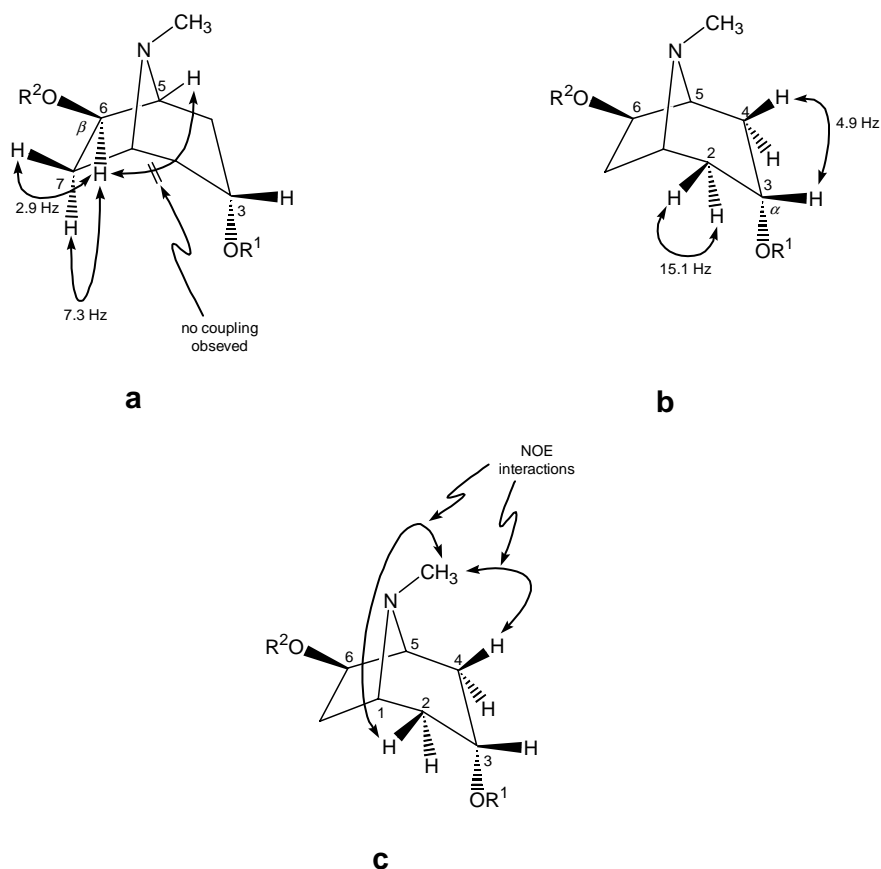 CH3
N
5
H
R2O
6
β
H
7
H
2.9 Hz
H
3
H
OR1
7.3 Hz
no coupling
obseved
a
CH3
N
R2O
6
5
H
4
4.9 Hz
H
2
H
H
3
H
α
OR1
15.1 Hz
b
NOE
interactions
CH3
N
R2O
6
5
H
4
1
2
H
H
H
3
H
OR1
c